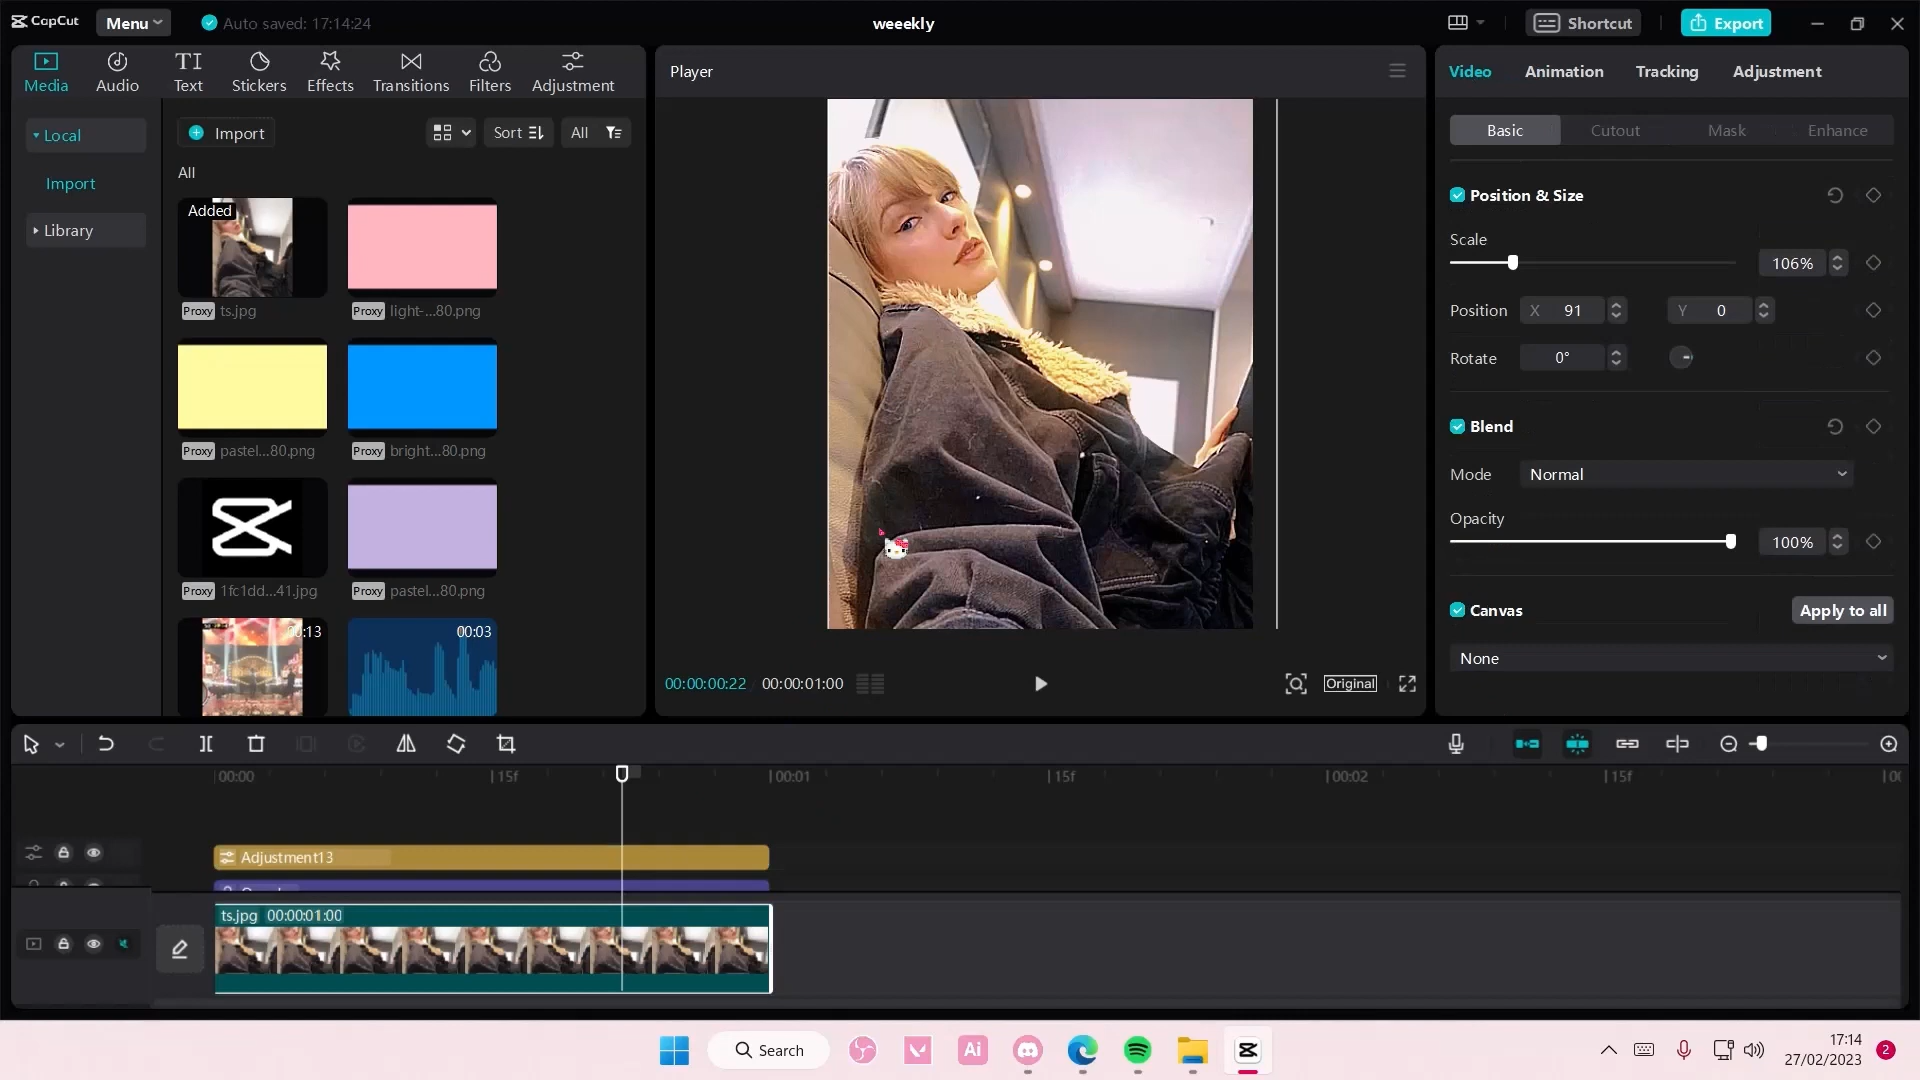 CapCut
Menu
Auto saved: 17:14:24
weeekly
Shortcut
Export
Media
Audio
TI
Text
Stickers
Effects
Transitions
Filters
Adjustment
Player
Video
Animation
Tracking
Adjustment
Local
Import
Library
Import
Sort
All
All
Added
Proxy ts.jpg
Proxy light-...80.png
Proxy pastel...80.png
Proxy bright...80.png
Proxy 1fc1dd...41.jpg
Proxy pastel...80.png
00:03
00:00:00:22
00:00:01:00
Original
Basic
Cutout
Mask
Enhance
Position & Size
Scale
106%
Position X 91 Y 0
Rotate 0°
Blend
Mode Normal
Opacity
100%
Canvas
Apply to all
None
00:00
15f
00:01
15f
00:02
15f
Adjustment13
ts.jpg 00:00:01:00
Search
Ai
17:14
27/02/2023
2